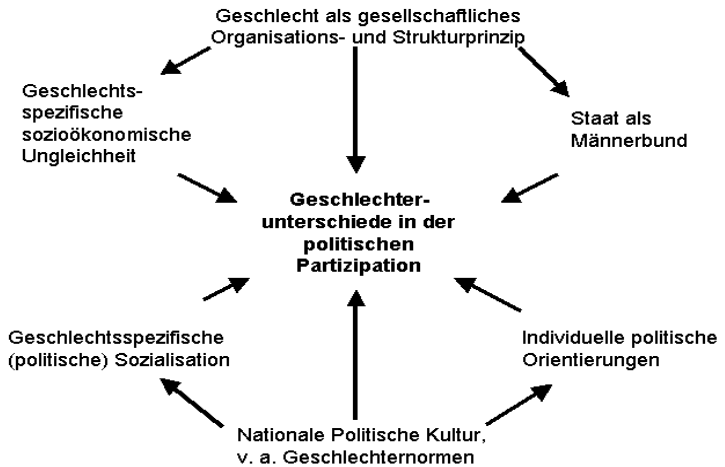 Geschlecht als gesellschaftliches
Organisations- und Strukturprinzip
Geschlechts-
spezifische
sozioökonomische
Ungleichheit
Staat als
Männerbund
Geschlechter-
unterschiede in der
politischen
Partizipation
Geschlechtsspezifische
(politische) Sozialisation
Individuelle politische
Orientierungen
Nationale Politische Kultur,
v. a. Geschlechternormen